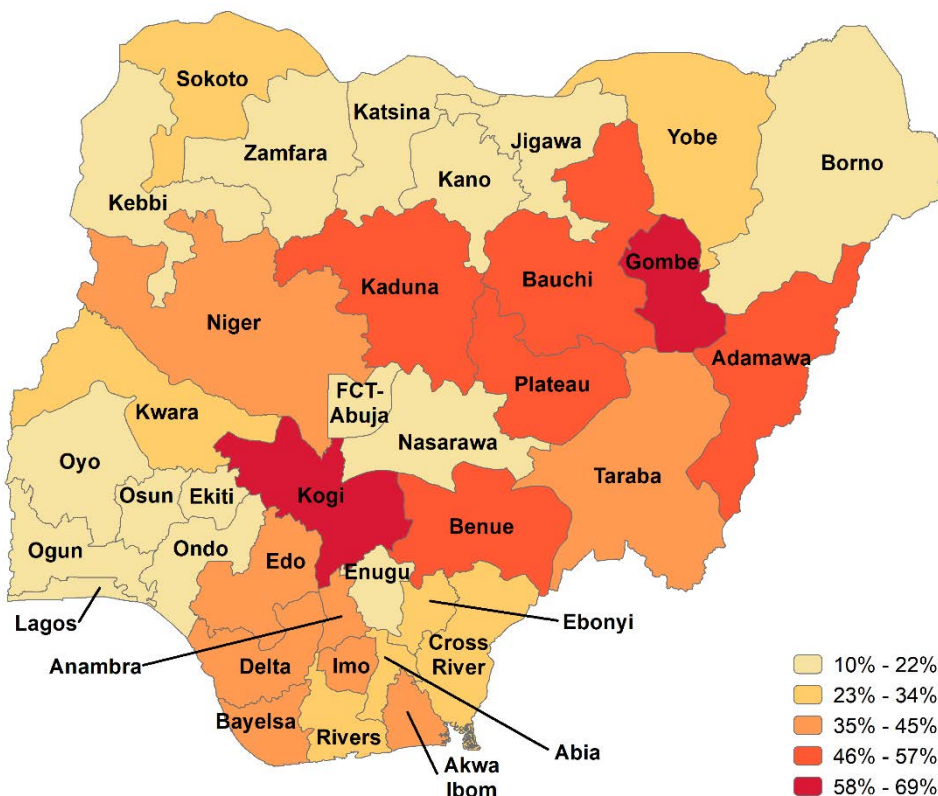 Sokoto
Katsina
Jigawa
Yobe
Borno
Zamfara
Kano
Kebbi
Gombe
Bauchi
Kaduna
Niger
Adamawa
Plateau
FCT-
Abuja
Kwara
Nasarawa
Oyo
Taraba
Osun
Ekiti
Kogi
Benue
Ogun
Ondo
Edo
Enugu
Lagos
Ebonyi
Anambra
Delta
Imo
Cross
River
Bayelsa
Rivers
Akwa
Ibom
Abia
10% - 22%
23% - 34%
35% - 45%
46% - 57%
58% - 69%